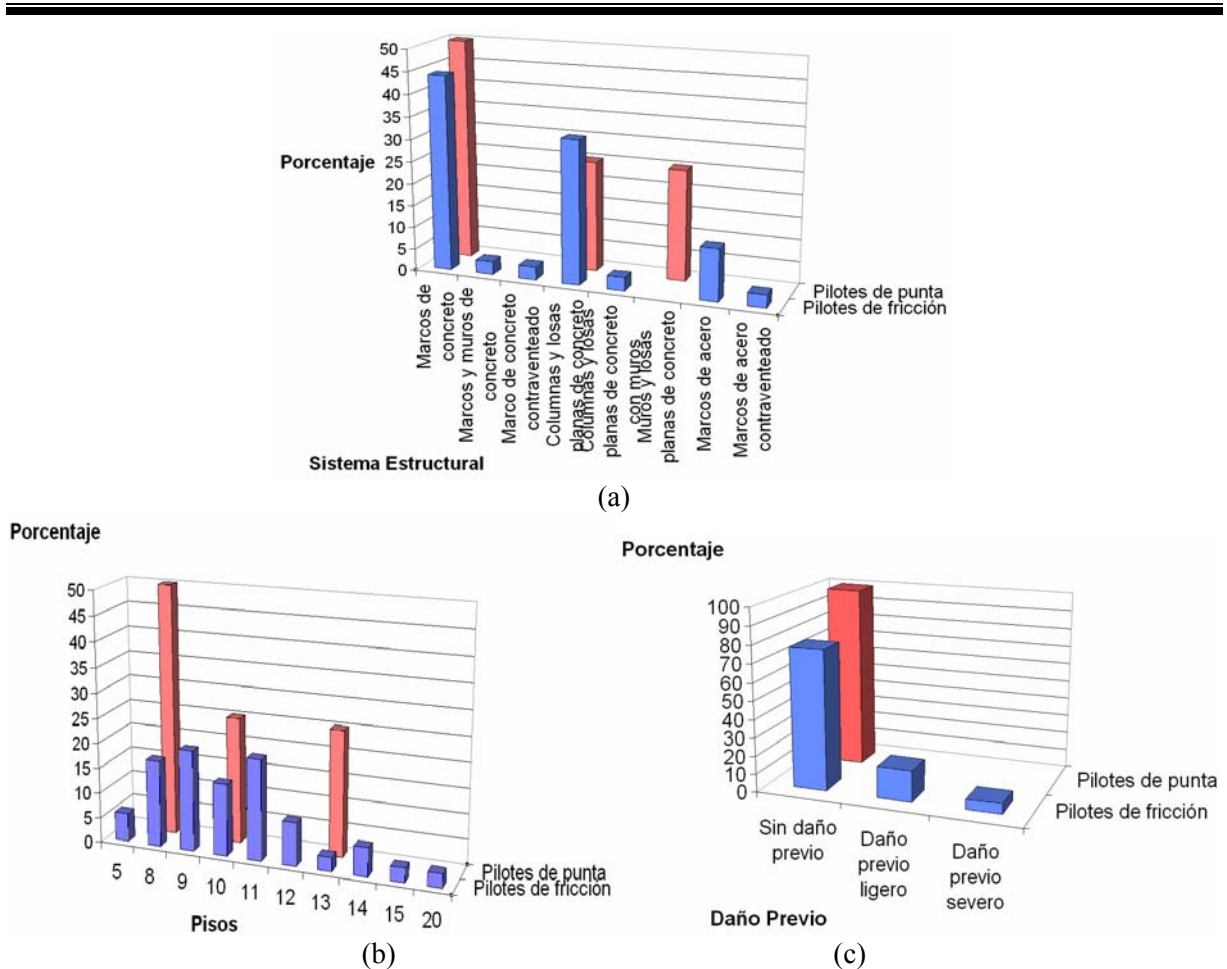 Porcentaje
50
45
40
35
30
25
20
15
10
5
0
Marcos de
concreto
Marcos y muros de
concreto
Marco de concreto
contraventeado
Columnas y losas
planas de concreto
Columnas y losas
planas de concreto
con muros
Muros y losas
planas de concreto
Marcos de acero
Marcos de acero
contraventeado
Pilotes de punta
Pilotes de fricción
Sistema Estructural
(a)
Porcentaje
50
45
40
35
30
25
20
15
10
5
0
5 8 9 10 11 12 13 14 15 20
Pilotes de punta
Pilotes de fricción
Pisos
(b)
Porcentaje
100
90
80
70
60
50
40
30
20
10
0
Sin daño
previo
Daño
previo
ligero
Daño
previo
severo
Pilotes de punta
Pilotes de fricción
Daño Previo
(c)